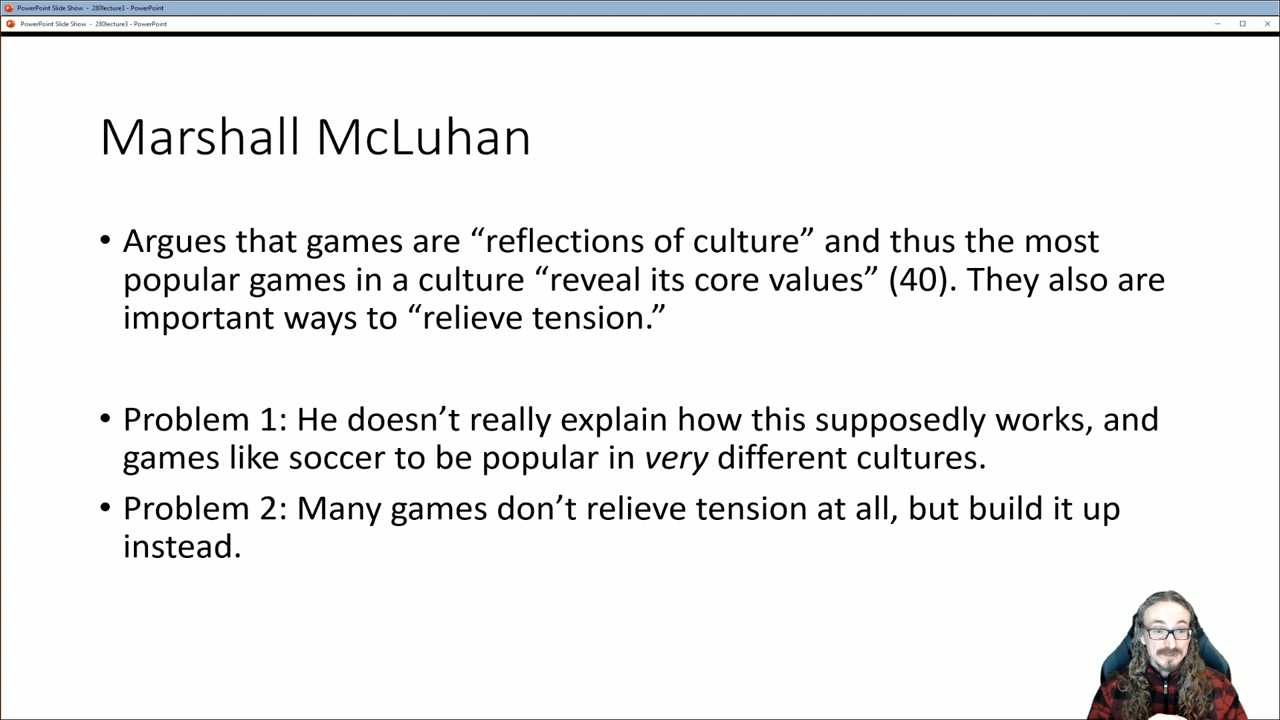 PowerPoint Slide Show - 280lecture3 - PowerPoint
PowerPoint Slide Show - 280lecture3 - PowerPoint
Marshall McLuhan
• Argues that games are “reflections of culture” and thus the most
popular games in a culture “reveal its core values” (40). They also are
important ways to “relieve tension.”
• Problem 1: He doesn’t really explain how this supposedly works, and
games like soccer to be popular in very different cultures.
• Problem 2: Many games don’t relieve tension at all, but build it up
instead.